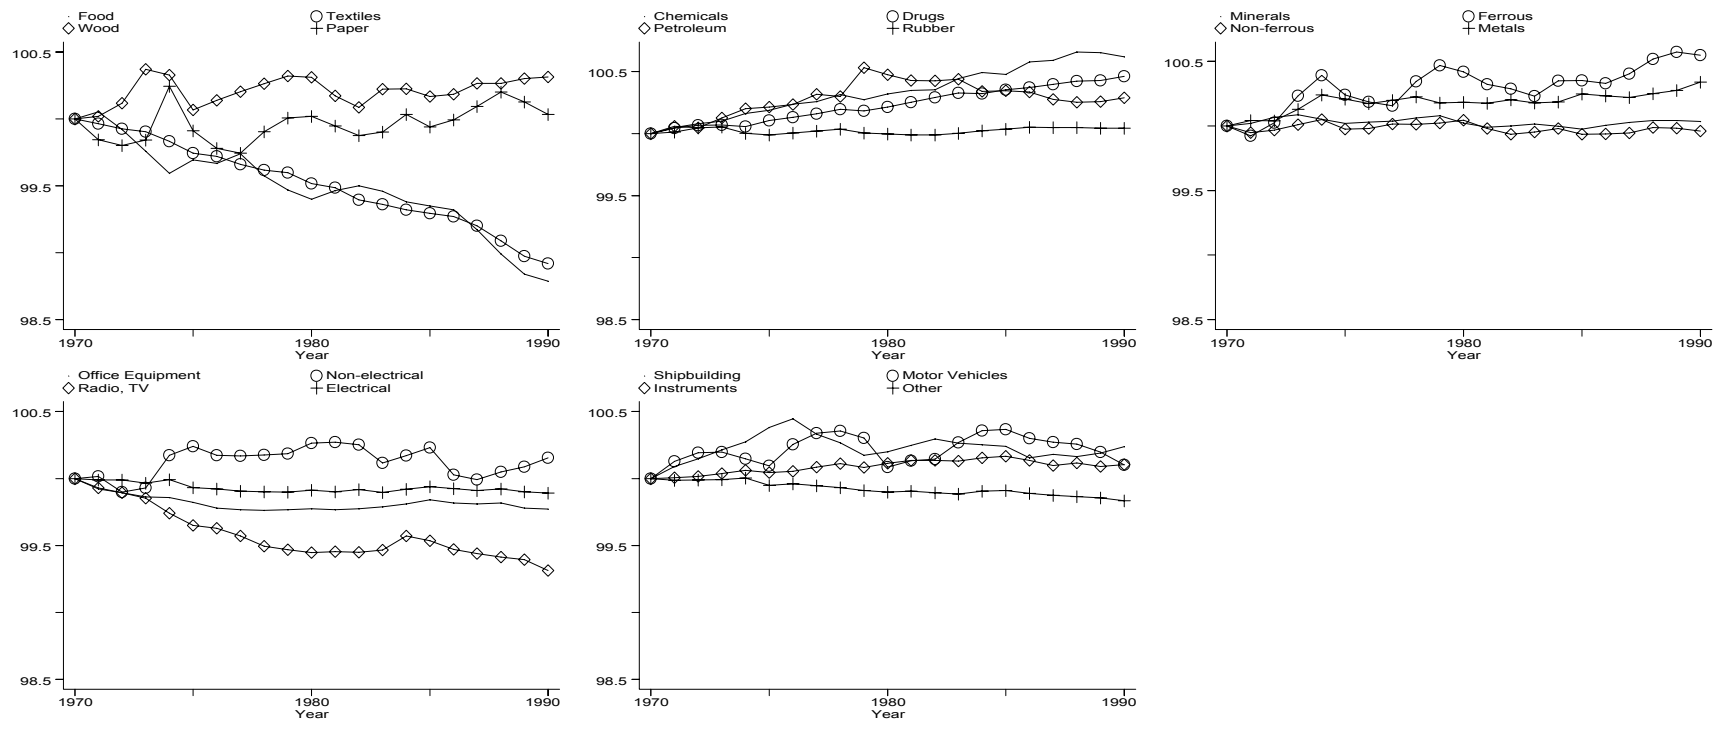 Food Textiles
Wood Paper
100.5
99.5
98.5
1970 1980 1990
Year
Chemicals Drugs
Petroleum Rubber
100.5
99.5
98.5
1970 1980 1990
Year
Minerals Ferrous
Non-ferrous Metals
100.5
99.5
98.5
1970 1980 1990
Year
Office Equipment Non-electrical
Radio, TV Electrical
100.5
99.5
98.5
1970 1980 1990
Year
Shipbuilding Motor Vehicles
Instruments Other
100.5
99.5
98.5
1970 1980 1990
Year